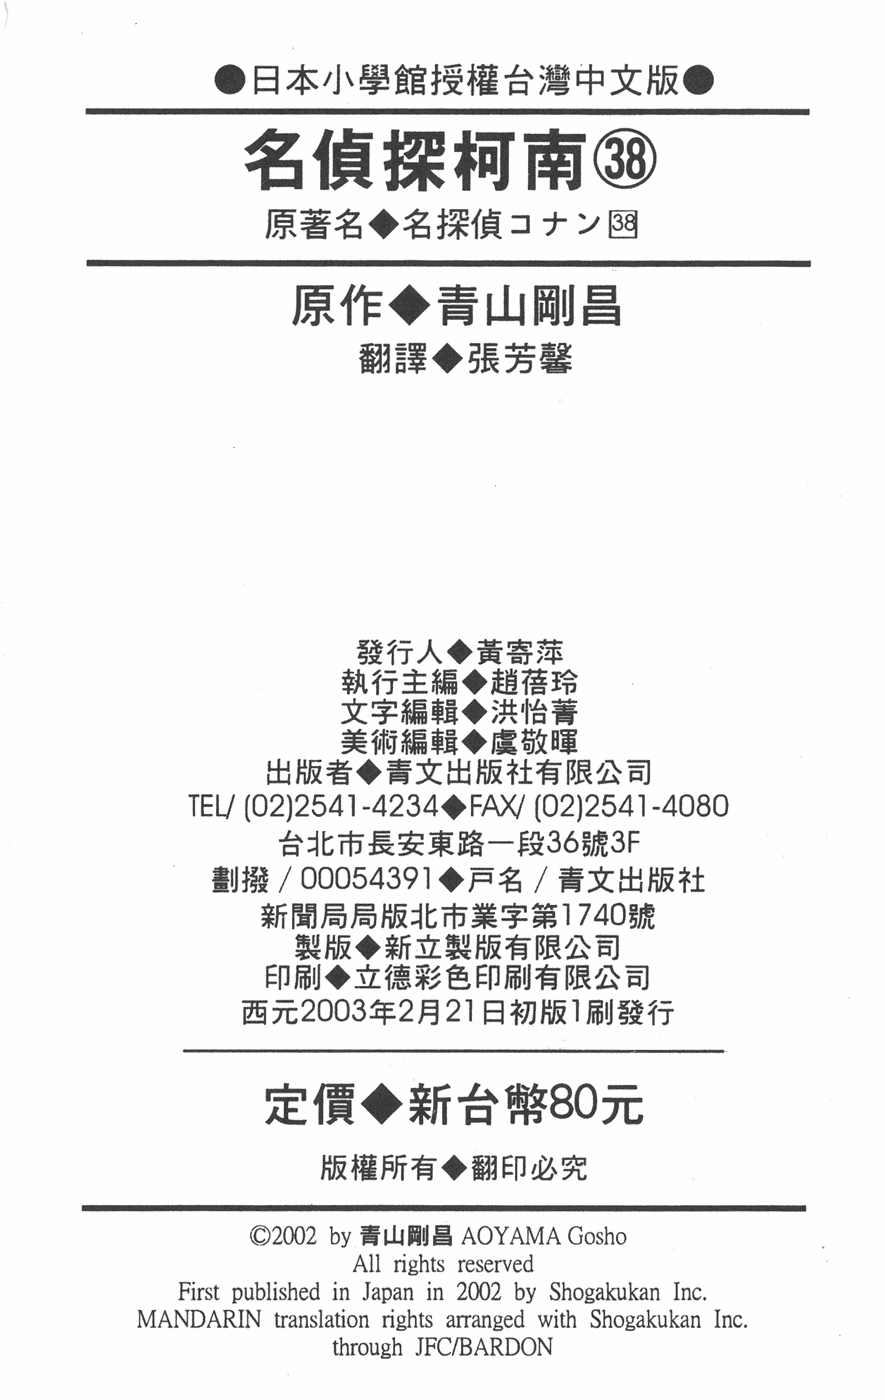 ●日本小學館授權台灣中文版●
名偵探柯南㊳
原著名◆名探偵コナン38
原作◆青山剛昌
翻譯◆張芳馨
發行人◆黃寄萍
執行主編◆趙蓓玲
文字編輯◆洪怡菁
美術編輯◆虞敬暉
出版者◆青文出版社有限公司
TEL/ (02)2541-4234◆FAX/ (02)2541-4080
台北市長安東路一段36號3F
劃撥 / 00054391◆戸名 / 青文出版社
新聞局局版北市業字第1740號
製版◆新立製版有限公司
印刷◆立德彩色印刷有限公司
西元2003年2月21日初版1刷發行
定價◆新台幣80元
版權所有◆翻印必究
©2002 by 青山剛昌 AOYAMA Gosho
All rights reserved
First published in Japan in 2002 by Shogakukan Inc.
MANDARIN translation rights arranged with Shogakukan Inc.
through JFC/BARDON